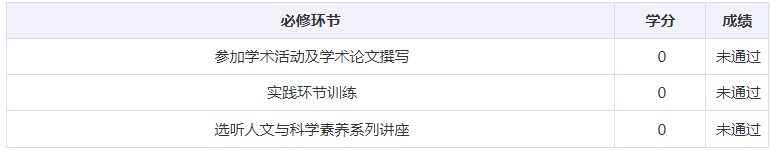 必修环节 学分 成绩
参加学术活动及学术论文撰写 0 未通过
实践环节训练 0 未通过
选听人文与科学素养系列讲座 0 未通过